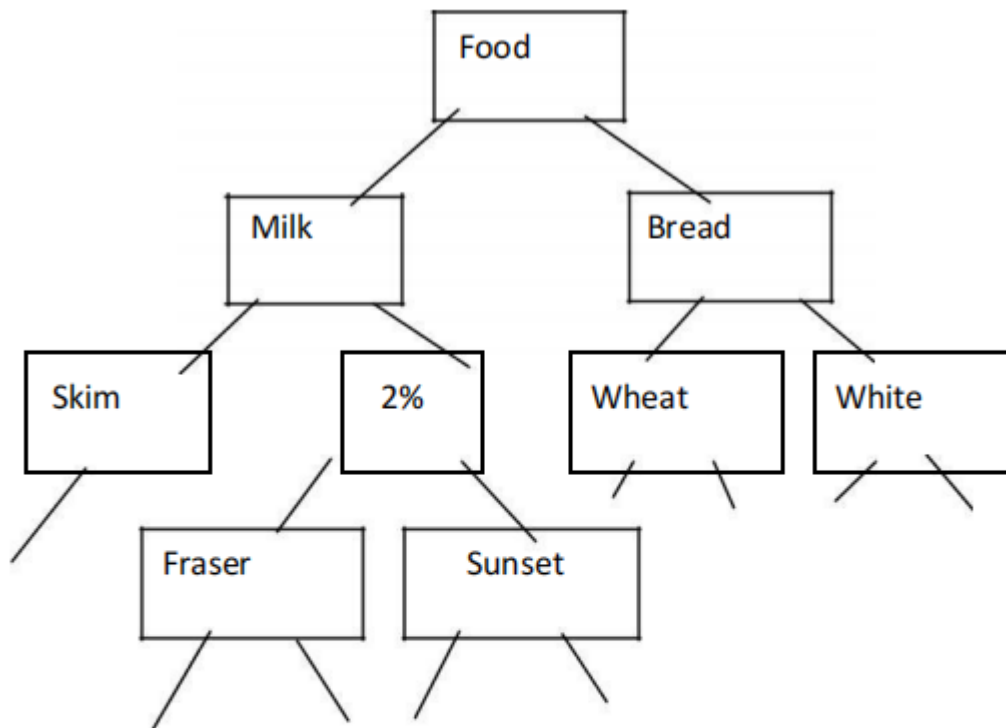 Food
Milk
Bread
Skim
2%
Wheat
White
Fraser
Sunset